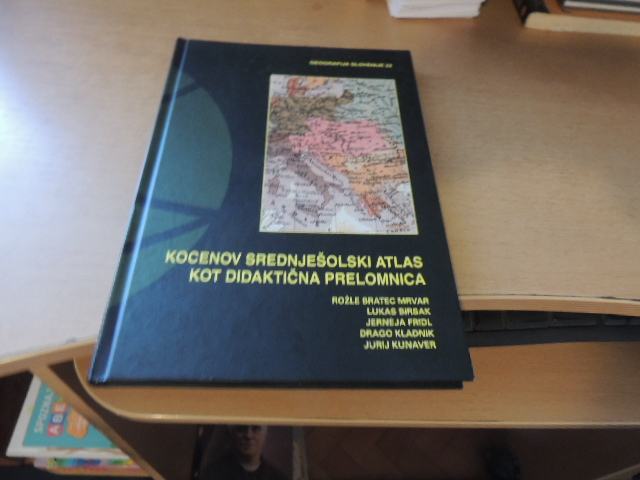 GEOGRAFIJA SLOVENIJE 22
KOCENOV SREDNJEŠOLSKI ATLAS
KOT DIDAKTIČNA PRELOMNICA
ROŽLE BRATEC MRVAR
LUKAS BIRSAK
JERNEJA FRIDL
DRAGO KLADNIK
JURIJ KUNAVER
SPOZNAJ